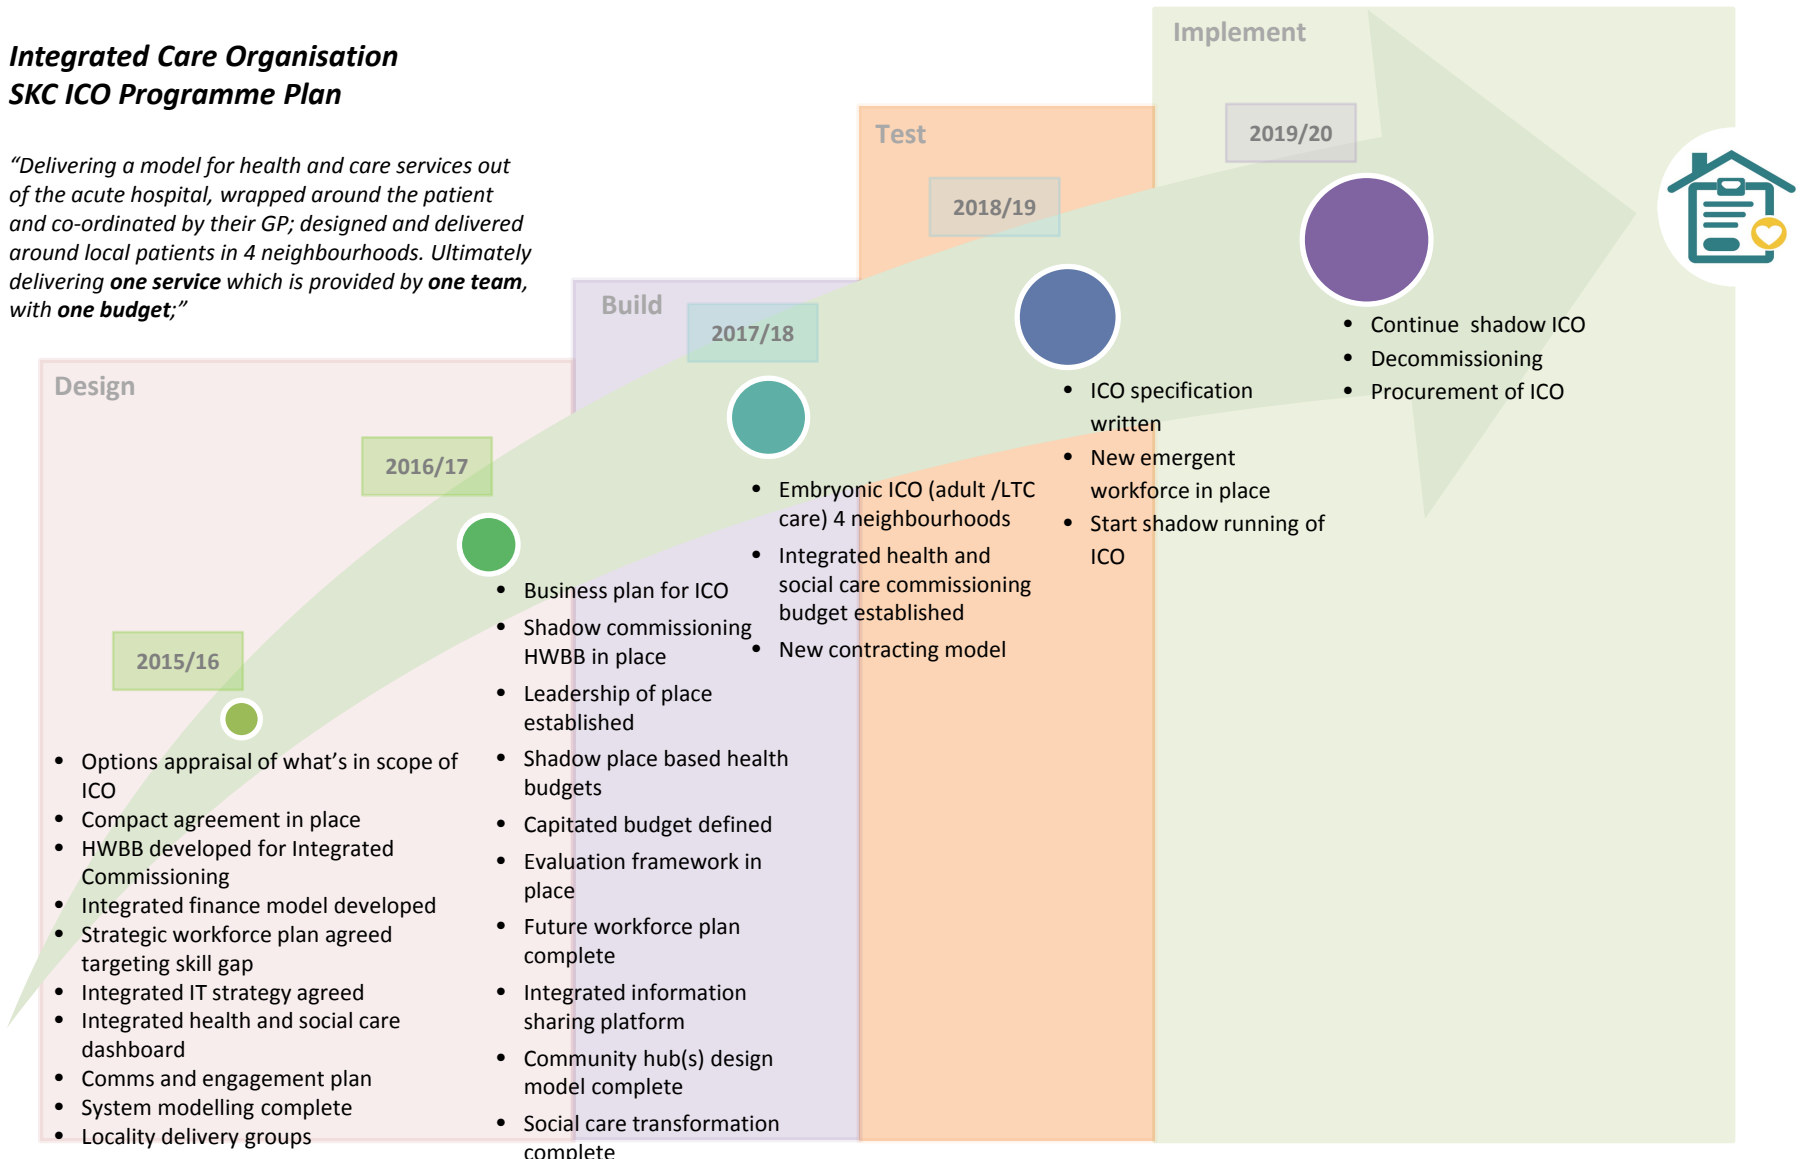 Integrated Care Organisation
SKC ICO Programme Plan
“Delivering a model for health and care services out
of the acute hospital, wrapped around the patient
and co-ordinated by their GP; designed and delivered
around local patients in 4 neighbourhoods. Ultimately
delivering one service which is provided by one team,
with one budget;”
Design
2015/16
• Options appraisal of what’s in scope of
ICO
• Compact agreement in place
• HWBB developed for Integrated
Commissioning
• Integrated finance model developed
• Strategic workforce plan agreed
targeting skill gap
• Integrated IT strategy agreed
• Integrated health and social care
dashboard
• Comms and engagement plan
• System modelling complete
• Locality delivery groups
2016/17
• Business plan for ICO
• Shadow commissioning
HWBB in place
• Leadership of place
established
• Shadow place based health
budgets
• Capitated budget defined
• Evaluation framework in
place
• Future workforce plan
complete
• Integrated information
sharing platform
• Community hub(s) design
model complete
• Social care transformation
complete
Build
2017/18
• Embryonic ICO (adult /LTC
care) 4 neighbourhoods
• Integrated health and
social care commissioning
budget established
• New contracting model
Test
2018/19
• ICO specification
written
• New emergent
workforce in place
• Start shadow running of
ICO
Implement
2019/20
• Continue  shadow ICO
• Decommissioning
• Procurement of ICO